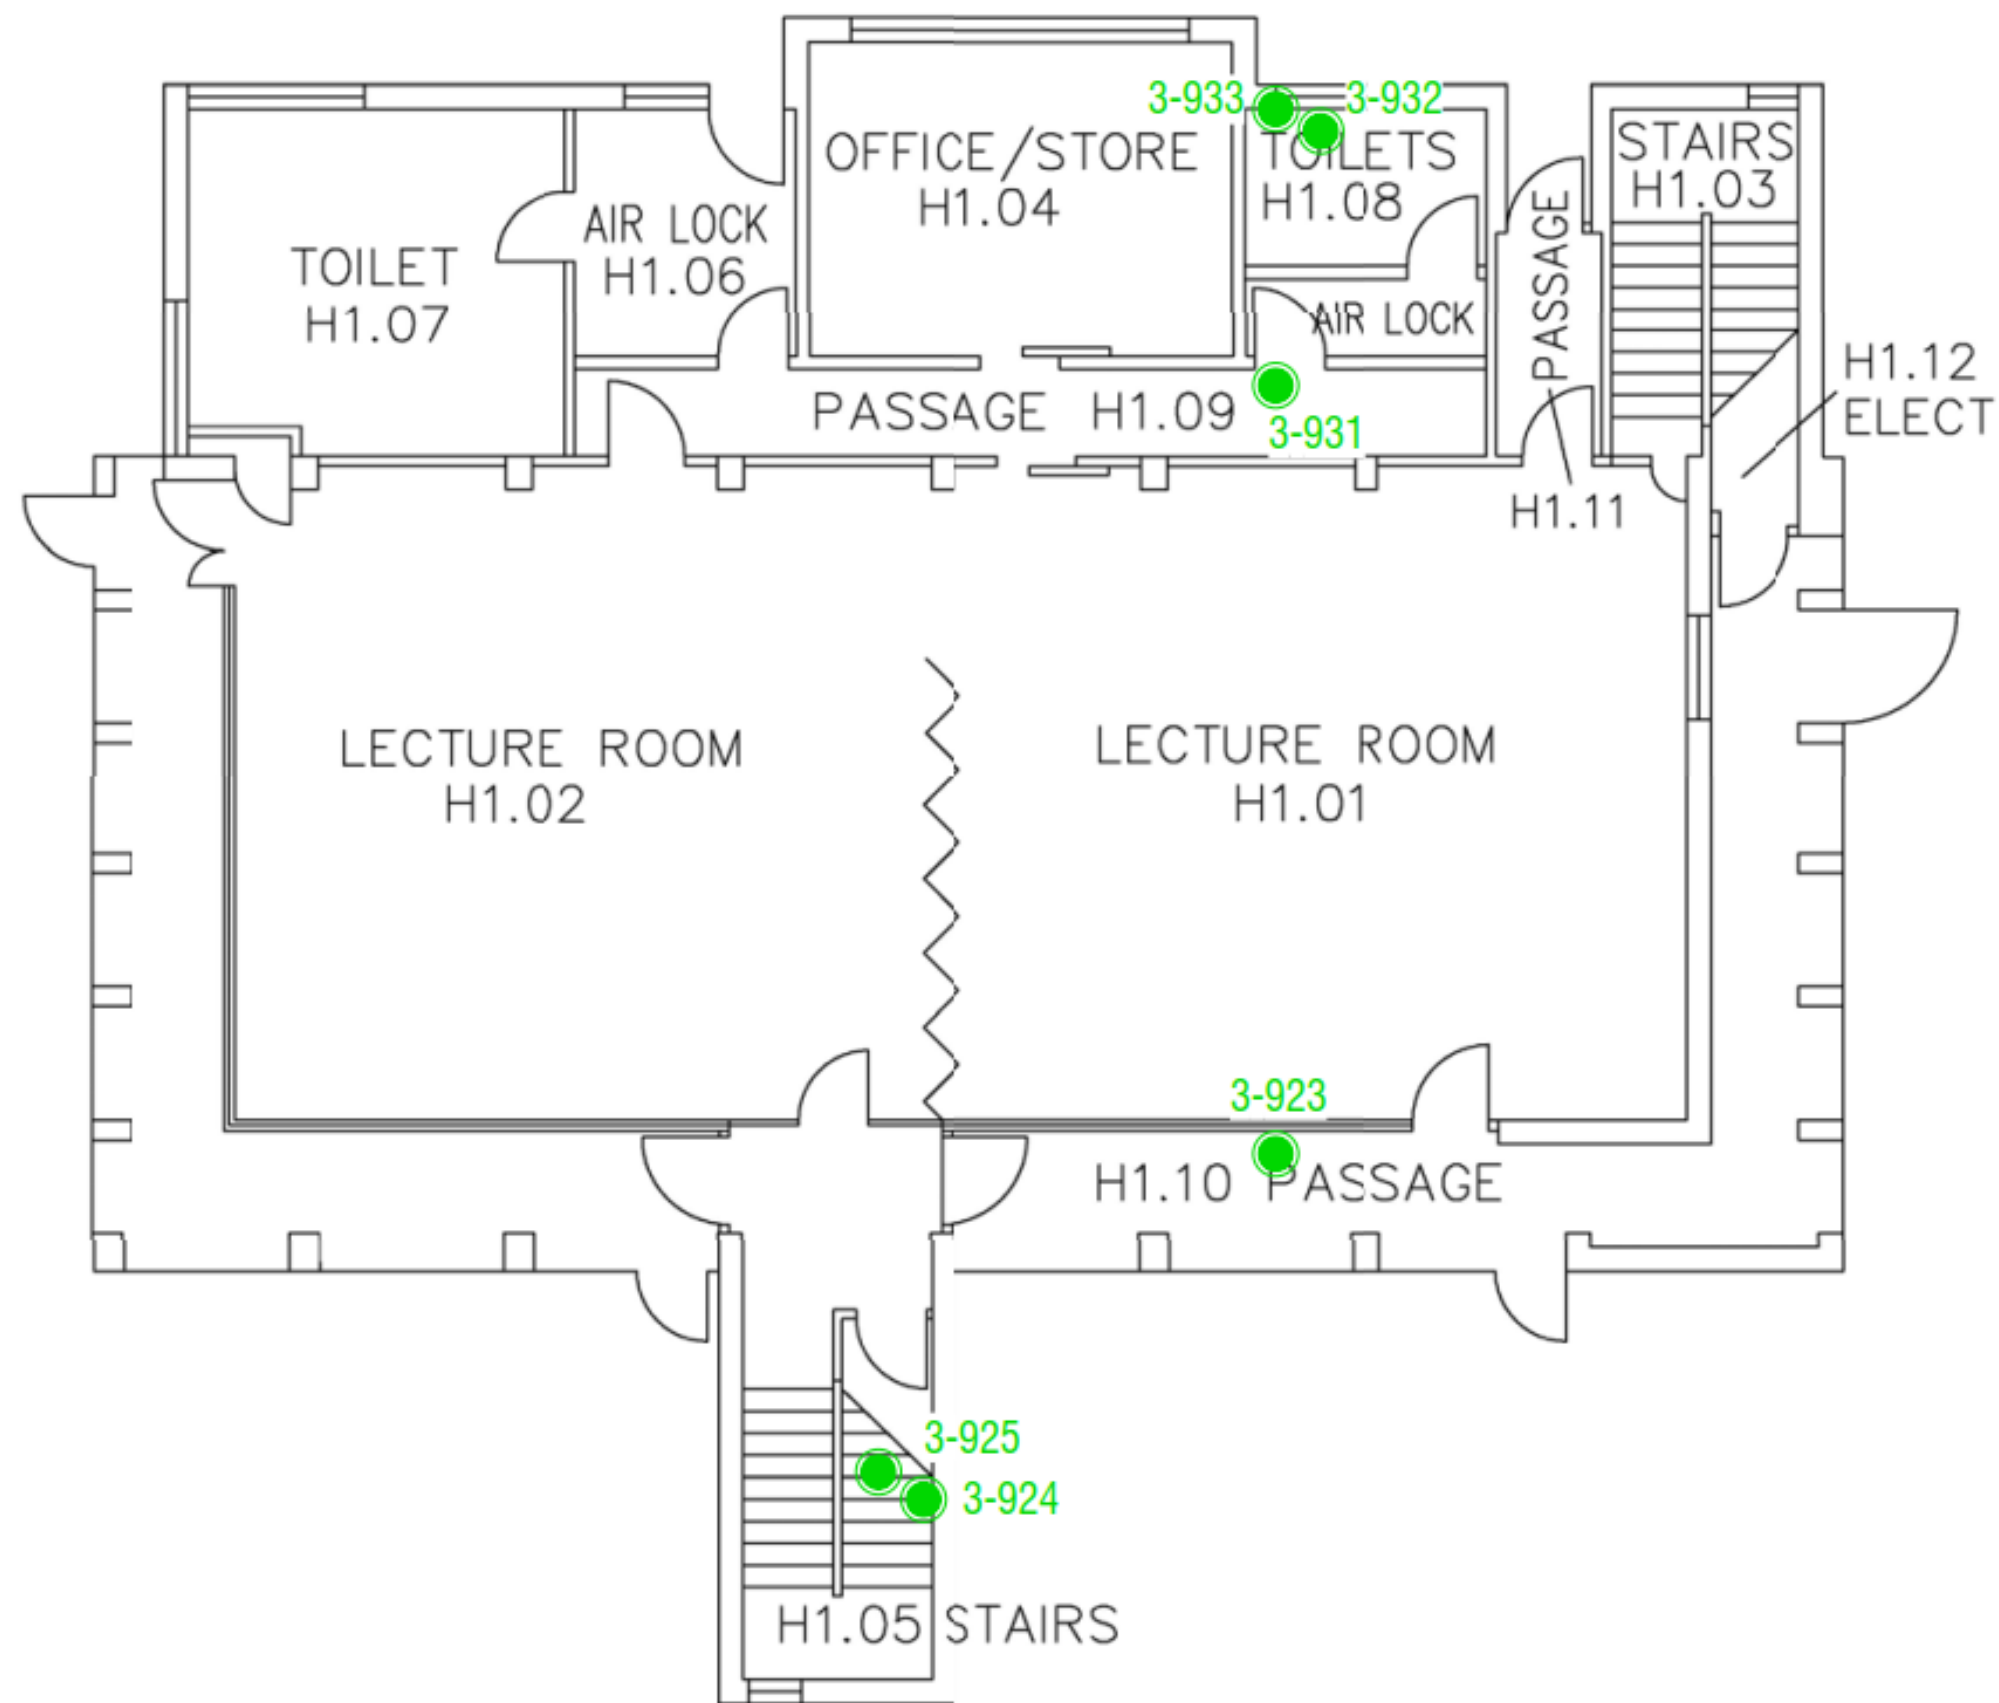 3-933
3-932
OFFICE/STORE
H1.04
TOILETS
H1.08
STAIRS
H1.03
AIR LOCK
H1.06
TOILET
H1.07
PASSAGE
AIR LOCK
H1.12
ELECT
PASSAGE H1.09
3-931
H1.11
LECTURE ROOM
H1.02
LECTURE ROOM
H1.01
3-923
H1.10 PASSAGE
3-925
3-924
H1.05 STAIRS